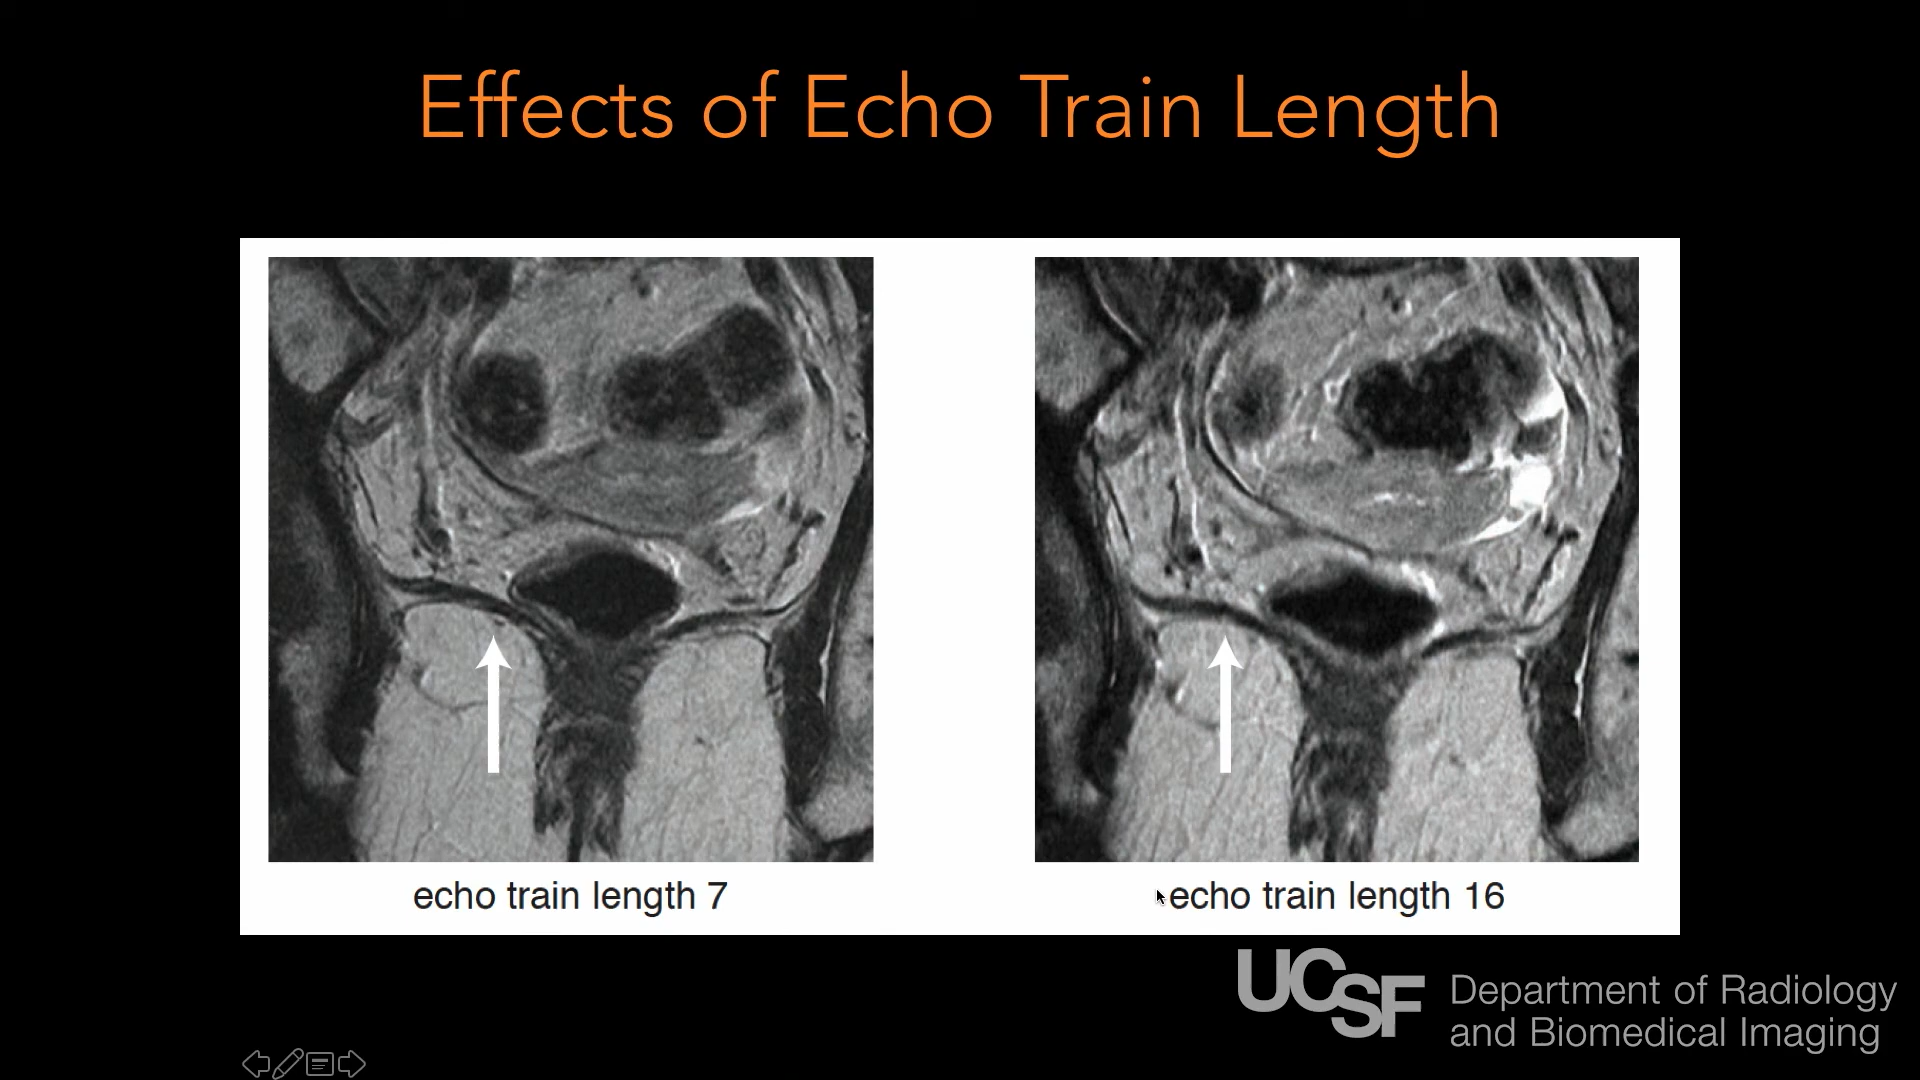 Effects of Echo Train Length
echo train length 7
echo train length 16
UCSF
Department of Radiology
and Biomedical Imaging